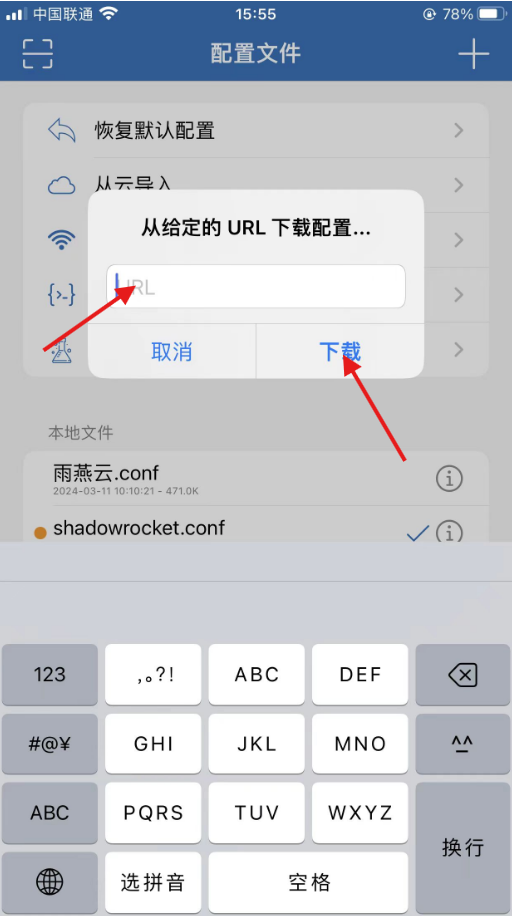 中国联通 15:55 78%
配置文件
恢复默认配置
从云导入
从给定的 URL 下载配置...
URL
取消 下载
本地文件
雨燕云.conf
2024-03-11 10:10:21 - 471.0K
shadowrocket.conf
123 ,。?! ABC DEF
#@¥ GHI JKL MNO ^^
ABC PQRS TUV WXYZ 换行
选拼音 空格